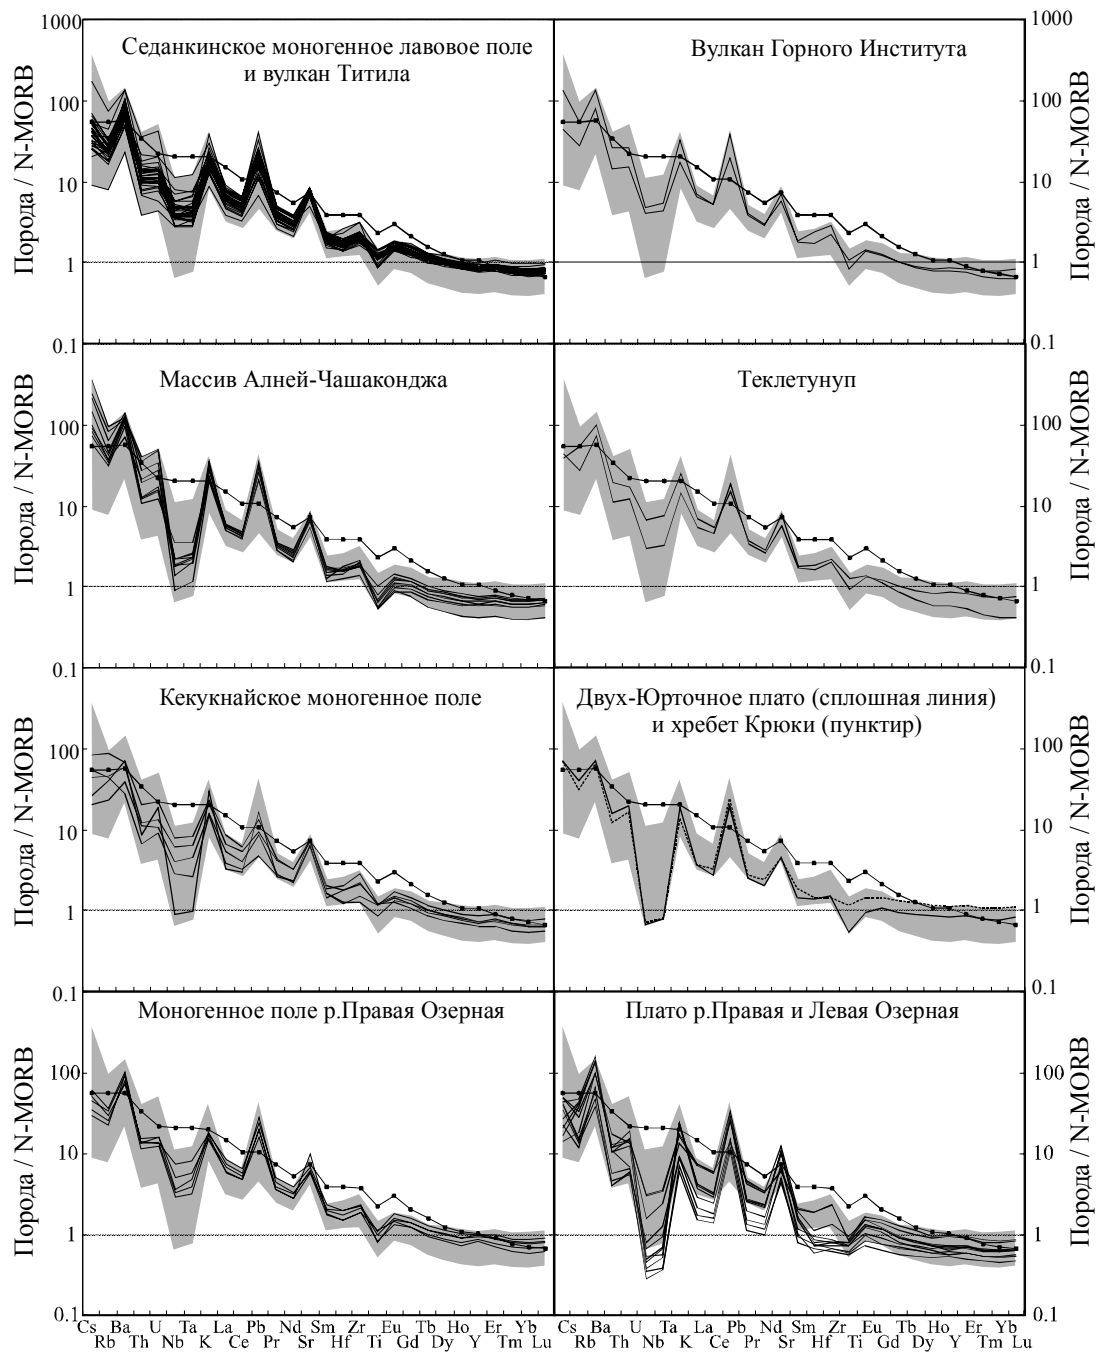 1000
1000
Седанкинское моногенное лавовое поле
и вулкан Титила
Вулкан Горного Института
100
100
10
10
1
1
0.1
0.1
Порода / N-MORB
Порода / N-MORB
Массив Алней-Чашаконджа
Теклетунуп
100
100
10
10
1
1
0.1
0.1
Порода / N-MORB
Порода / N-MORB
Кекукнайское моногенное поле
Двух-Юрточное плато (сплошная линия)
и хребет Крюки (пунктир)
100
100
10
10
1
1
0.1
0.1
Порода / N-MORB
Порода / N-MORB
Моногенное поле р.Правая Озерная
Плато р.Правая и Левая Озерная
100
100
10
10
1
1
0.1
0.1
Порода / N-MORB
Порода / N-MORB
Cs Ba U Ta La Pb Nd Sm Zr Eu Tb Ho Er Yb
Rb Th Nb K Ce Pr Sr Hf Ti Gd Dy Y Tm Lu
Cs Ba U Ta La Pb Nd Sm Zr Eu Tb Ho Er Yb
Rb Th Nb K Ce Pr Sr Hf Ti Gd Dy Y Tm Lu